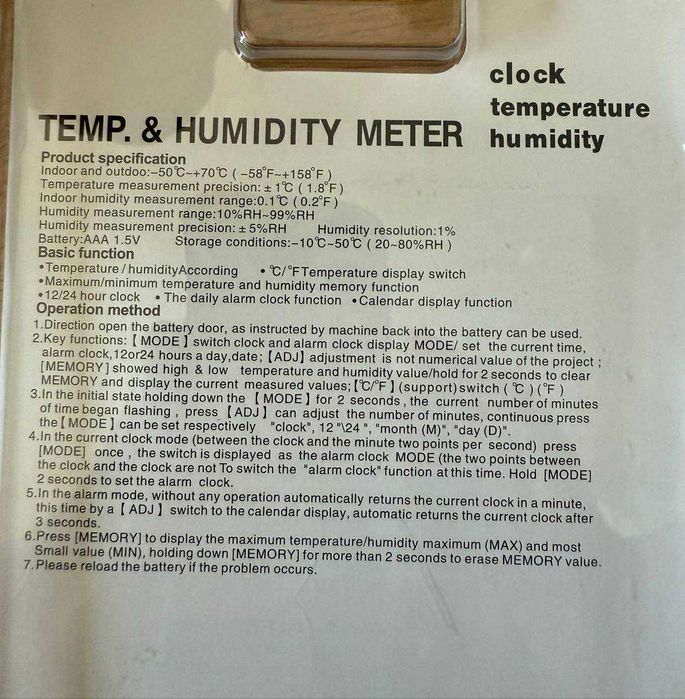 clock
temperature
humidity
TEMP. & HUMIDITY METER
Product specification
Indoor and outdoo:-50℃~+70℃ ( -58°F~+158°F )
Temperature measurement precision: ± 1℃ ( 1.8°F )
Indoor humidity measurement range:0.1℃ ( 0.2°F )
Humidity measurement range:10%RH~99%RH
Humidity measurement precision: ± 5%RH Humidity resolution:1%
Battery:AAA 1.5V Storage conditions:-10℃~50℃ ( 20~80%RH )
Basic function
•Temperature / humidityAccording •℃/°FTemperature display switch
•Maximum/minimum temperature and humidity memory function
•12/24 hour clock • The daily alarm clock function •Calendar display function
Operation method
1.Direction open the battery door, as instructed by machine back into the battery can be used.
2.Key functions:【 MODE 】switch clock and alarm clock display MODE/ set the current time,
alarm clock,12or24 hours a day,date;【ADJ】adjustment is not numerical value of the project ;
[MEMORY] showed high & low temperature and humidity value/hold for 2 seconds to clear
MEMORY and display the current measured values;【℃/°F 】(support)switch ( ℃ ) (°F )
3.In the initial state holding down the 【 MODE 】for 2 seconds , the current number of minutes
of time began flashing , press 【 ADJ 】 can adjust the number of minutes, continuous press
the【 MODE 】can be set respectively "clock", 12 "\24 ", "month (M)", "day (D)".
4.In the current clock mode (between the clock and the minute two points per second) press
[MODE] once , the switch is displayed as the alarm clock MODE (the two points between
the clock and the clock are not To switch the "alarm clock" function at this time. Hold [MODE]
2 seconds to set the alarm clock.
5.In the alarm mode, without any operation automatically returns the current clock in a minute,
this time by a 【 ADJ 】 switch to the calendar display, automatic returns the current clock after
3 seconds.
6.Press [MEMORY] to display the maximum temperature/humidity maximum (MAX) and most
Small value (MIN), holding down [MEMORY] for more than 2 seconds to erase MEMORY value.
7.Please reload the battery if the problem occurs.